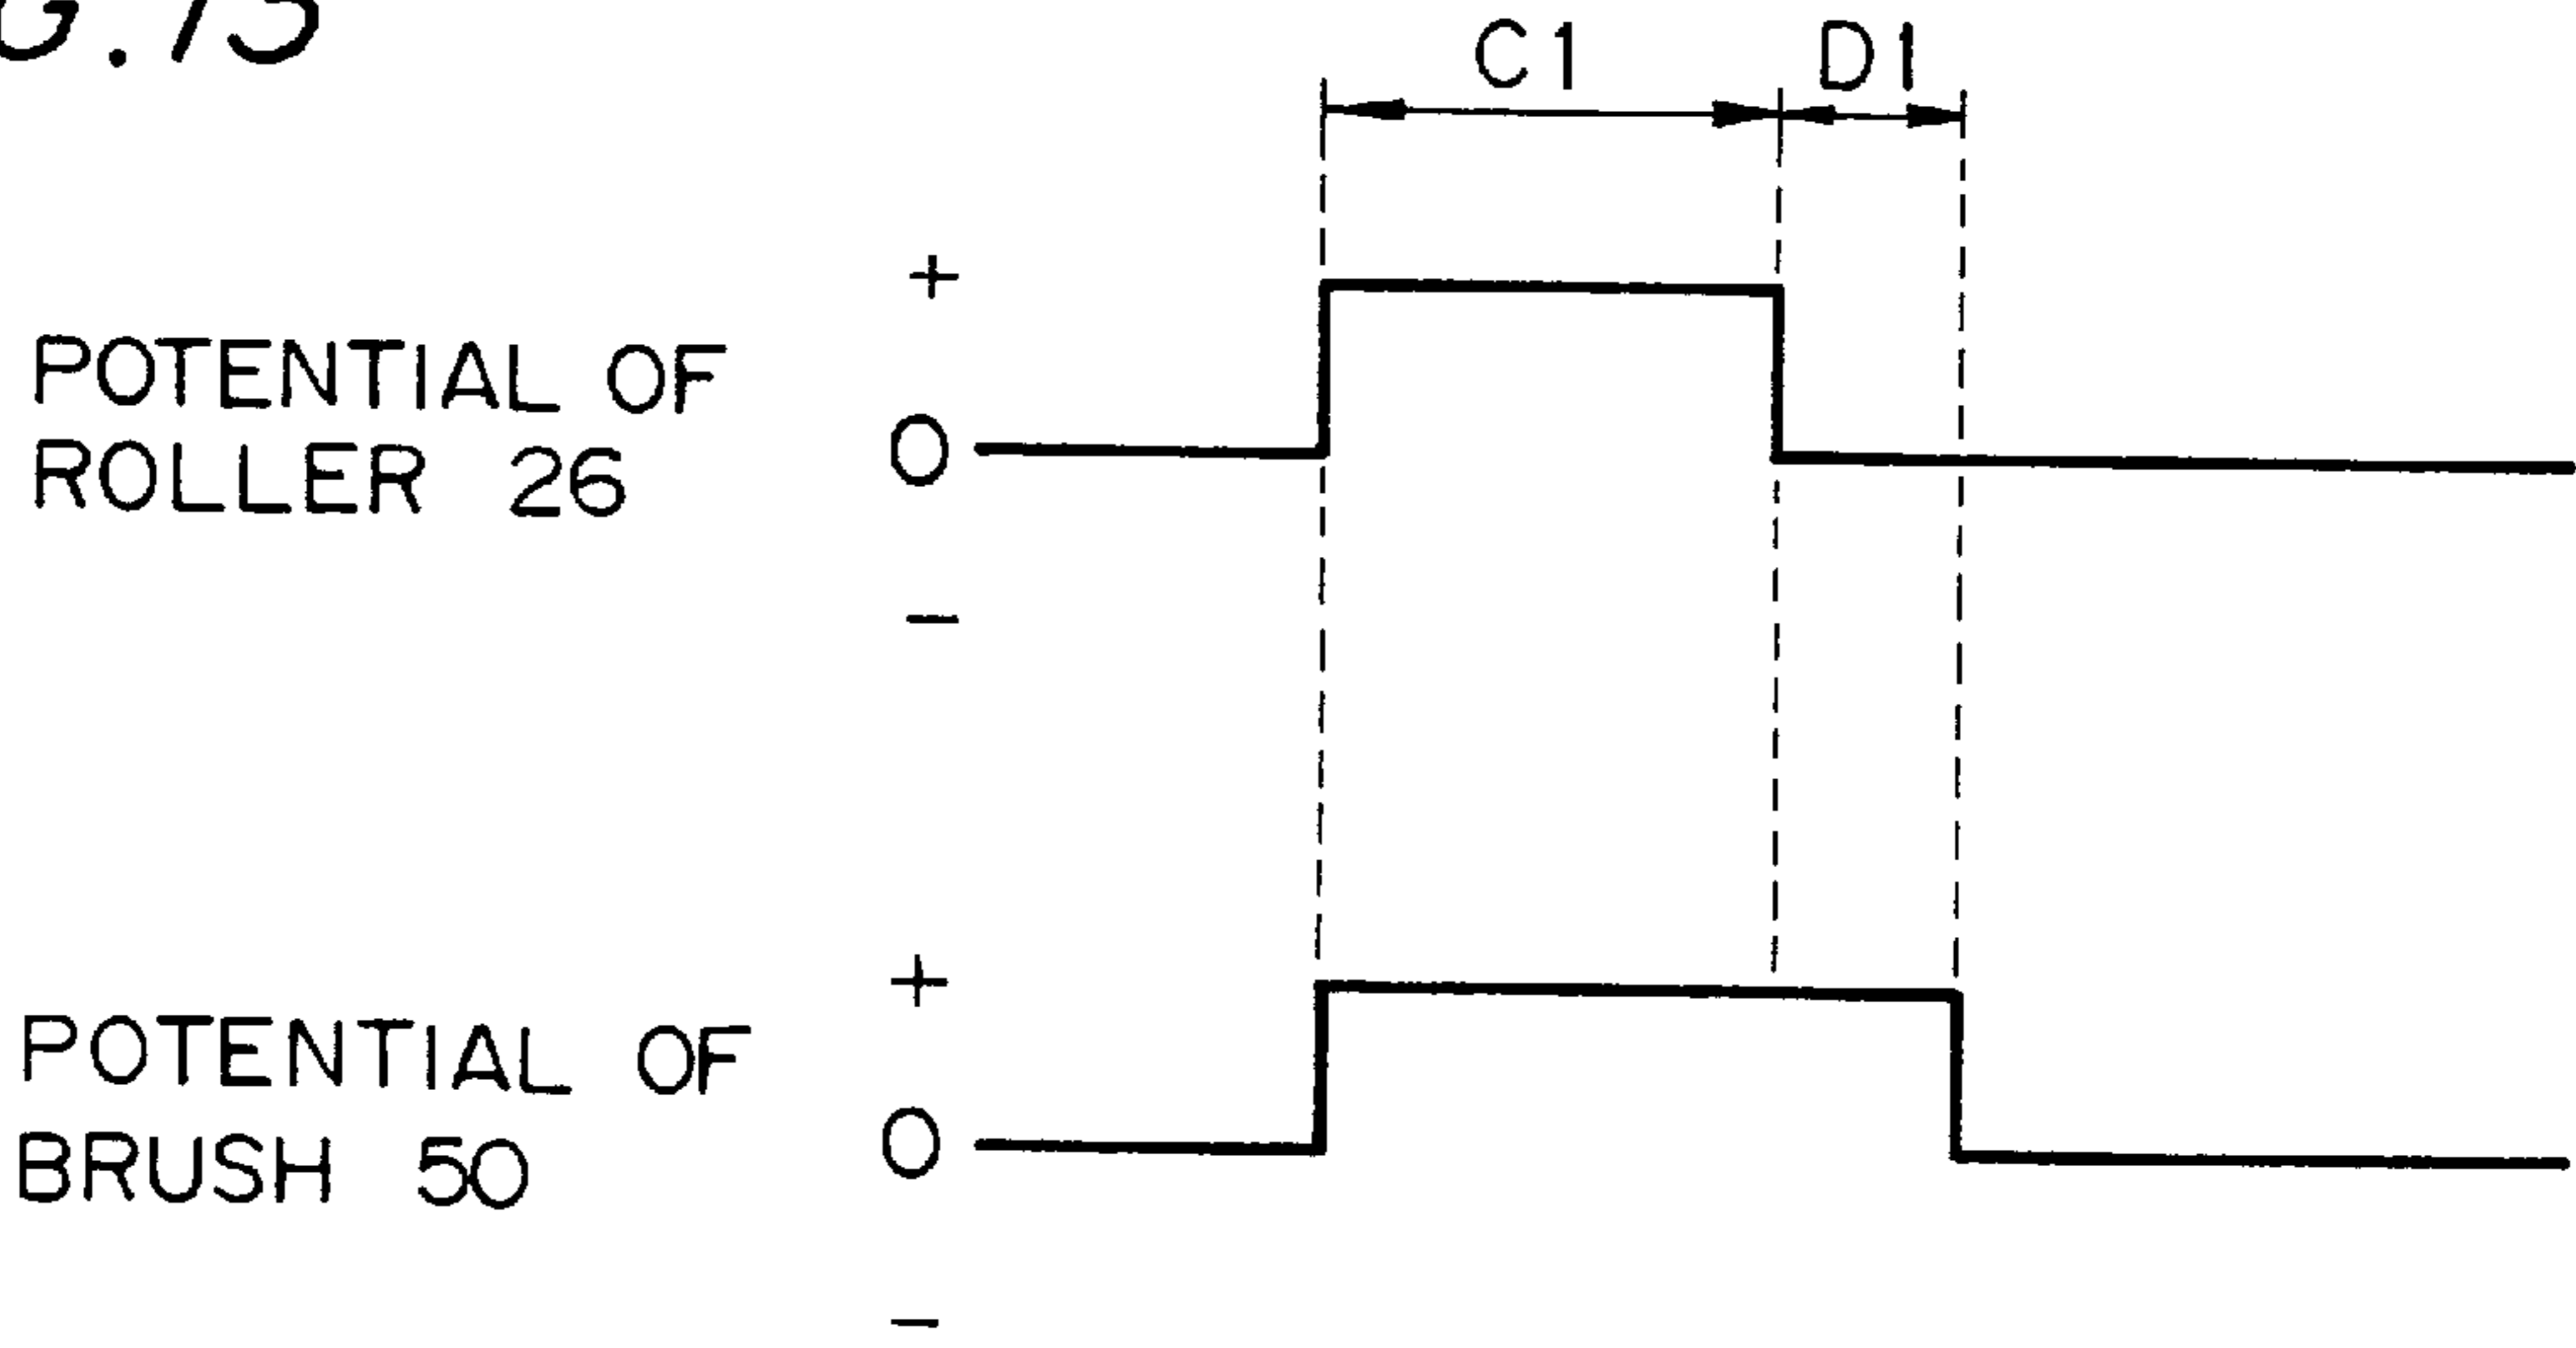 C1 D1
+
POTENTIAL OF
ROLLER 26
0
−
+
POTENTIAL OF
BRUSH 50
0
−